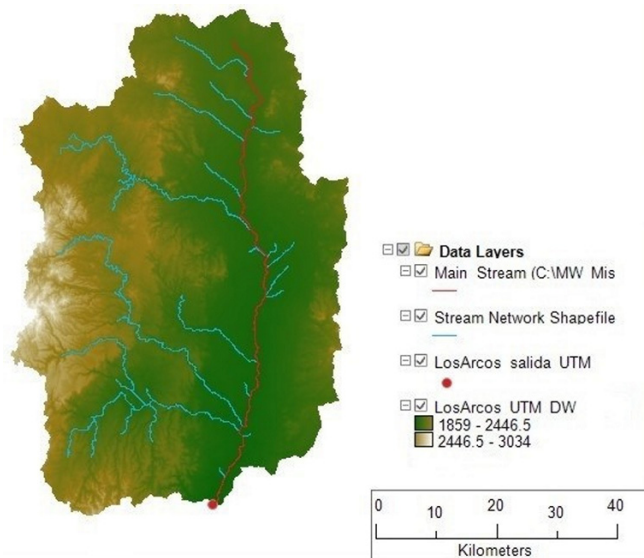 Data Layers
Main Stream (C:\MW Mis
Stream Network Shapefile
LosArcos salida UTM
LosArcos UTM DW
1859 - 2446.5
2446.5 - 3034
0 10 20 30 40
Kilometers